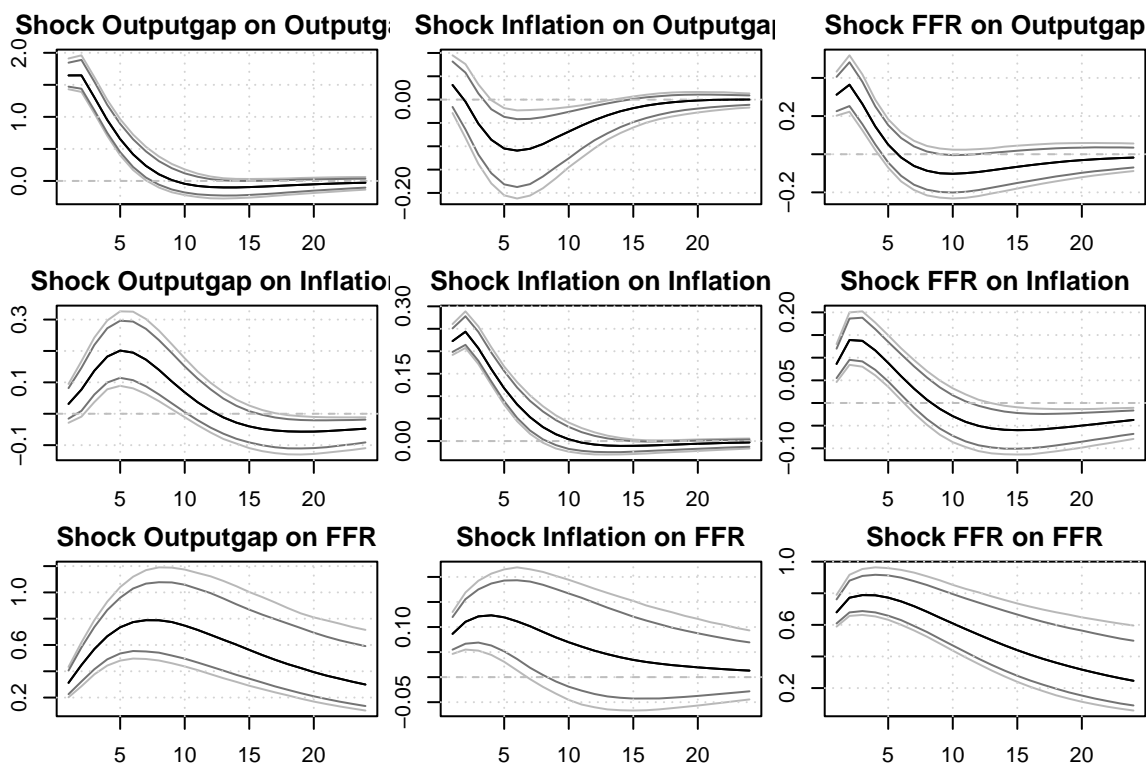 Shock Outputgap on Outputga
Shock Inflation on Outputgap
Shock FFR on Outputgap
0.0 1.0 2.0
-0.20 0.00
-0.2 0.2
5 10 15 20
5 10 15 20
5 10 15 20
Shock Outputgap on Inflation
Shock Inflation on Inflation
Shock FFR on Inflation
−0.1 0.1 0.3
0.00 0.15 0.30
−0.10 0.05 0.20
5 10 15 20
5 10 15 20
5 10 15 20
Shock Outputgap on FFR
Shock Inflation on FFR
Shock FFR on FFR
0.2 0.6 1.0
−0.05 0.10
0.2 0.6 1.0
5 10 15 20
5 10 15 20
5 10 15 20